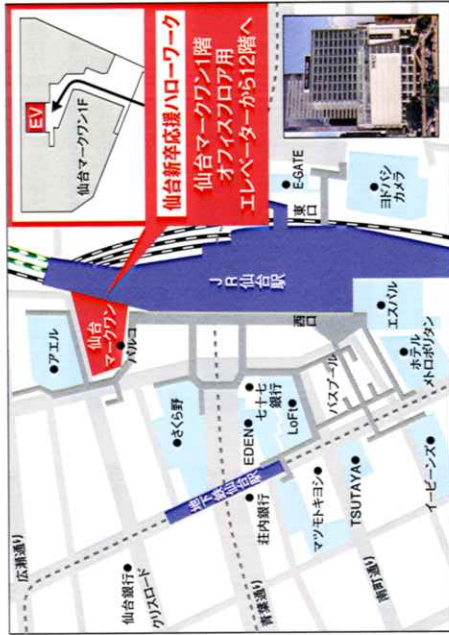 EV
仙台マークワン1F
仙台新卒応援ハローワーク
仙台マークワン1階
オフィスフロア用
エレベーターから12階へ
アエル
仙台
マークワン
パルコ
JR仙台駅
東口
E-GATE
ヨドバシ
カメラ
西口
エスパル
ホテル
メトロポリタン
さくら野
EDEN
七十七
銀行
LoFt
バスプール
地下鉄仙台駅
荘内銀行
マツモトキヨシ
TSUTAYA
イービーンズ
広瀬通り
仙台銀行
クリスロード
青葉通り
南町通り